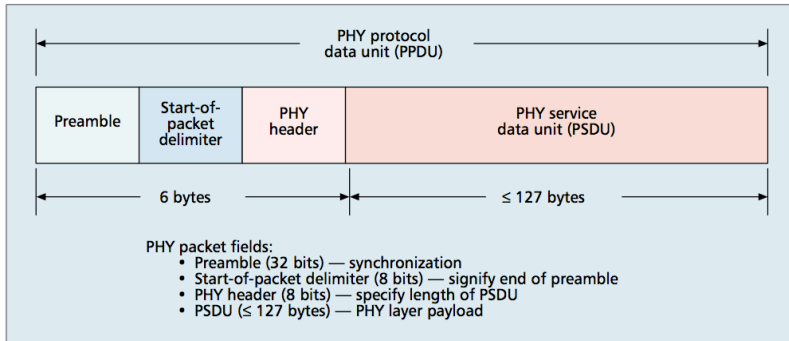 PHY protocol
data unit (PPDU)
Preamble
Start-of-
packet
delimiter
PHY
header
PHY service
data unit (PSDU)
6 bytes
≤ 127 bytes
PHY packet fields:
• Preamble (32 bits) — synchronization
• Start-of-packet delimiter (8 bits) — signify end of preamble
• PHY header (8 bits) — specify length of PSDU
• PSDU (≤ 127 bytes) — PHY layer payload